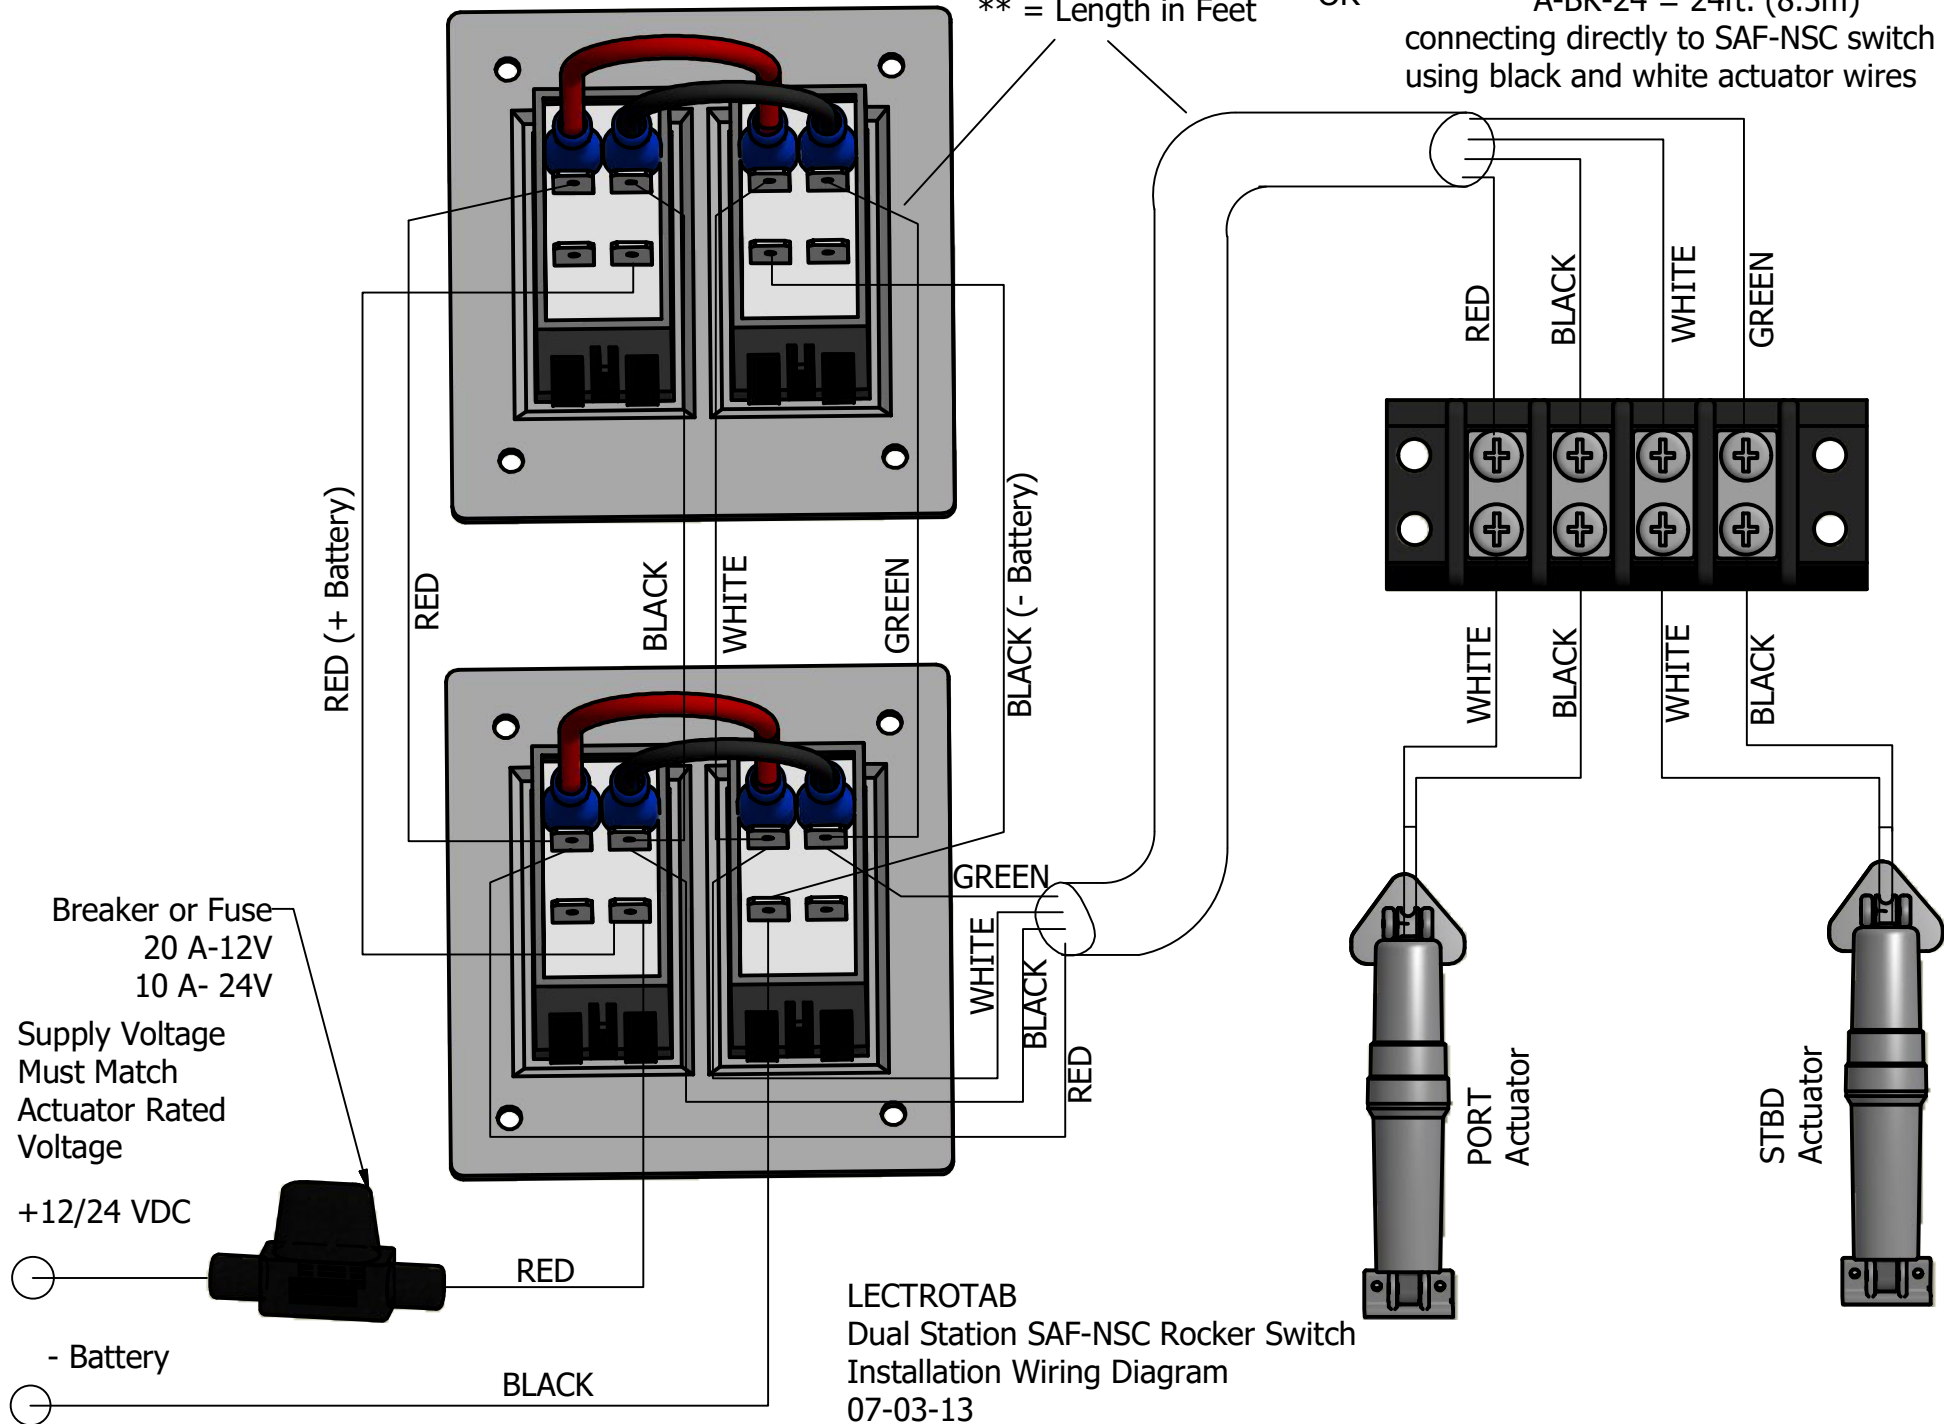 ** = Length in Feet
OR
A-BK-24 = 24ft. (8.5m)
connecting directly to SAF-NSC switch
using black and white actuator wires
RED
BLACK
WHITE
GREEN
RED (+ Battery)
RED
BLACK
WHITE
GREEN
BLACK (- Battery)
WHITE
BLACK
WHITE
BLACK
GREEN
WHITE
BLACK
RED
Breaker or Fuse
20 A-12V
10 A- 24V
Supply Voltage
Must Match
Actuator Rated
Voltage
+12/24 VDC
RED
- Battery
BLACK
PORT
Actuator
STBD
Actuator
LECTROTAB
Dual Station SAF-NSC Rocker Switch
Installation Wiring Diagram
07-03-13